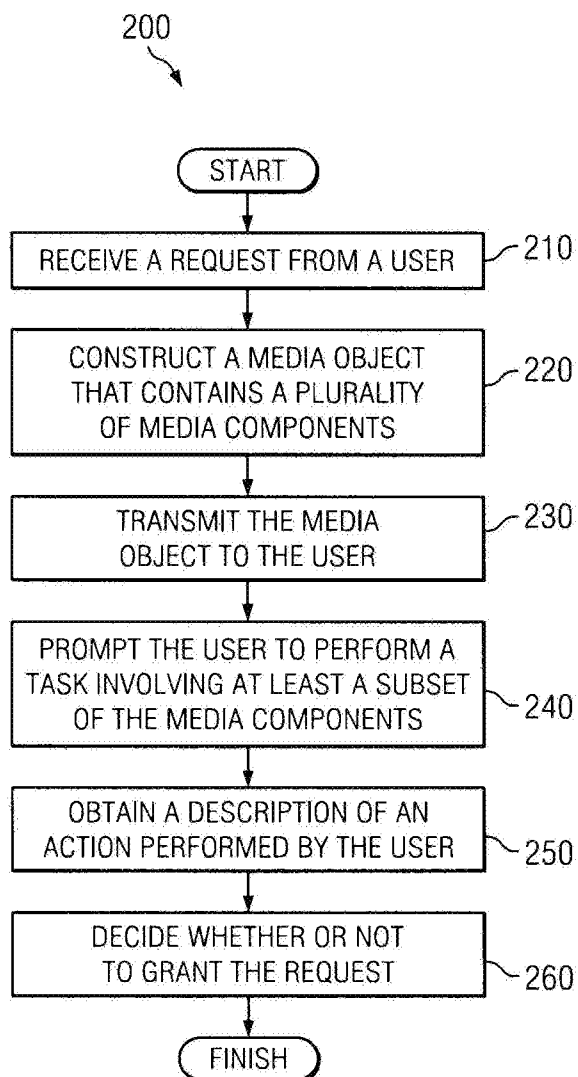 200
START
RECEIVE A REQUEST FROM A USER
210
CONSTRUCT A MEDIA OBJECT
THAT CONTAINS A PLURALITY
OF MEDIA COMPONENTS
220
TRANSMIT THE MEDIA
OBJECT TO THE USER
230
PROMPT THE USER TO PERFORM A
TASK INVOLVING AT LEAST A SUBSET
OF THE MEDIA COMPONENTS
240
OBTAIN A DESCRIPTION OF AN
ACTION PERFORMED BY THE USER
250
DECIDE WHETHER OR NOT
TO GRANT THE REQUEST
260
FINISH